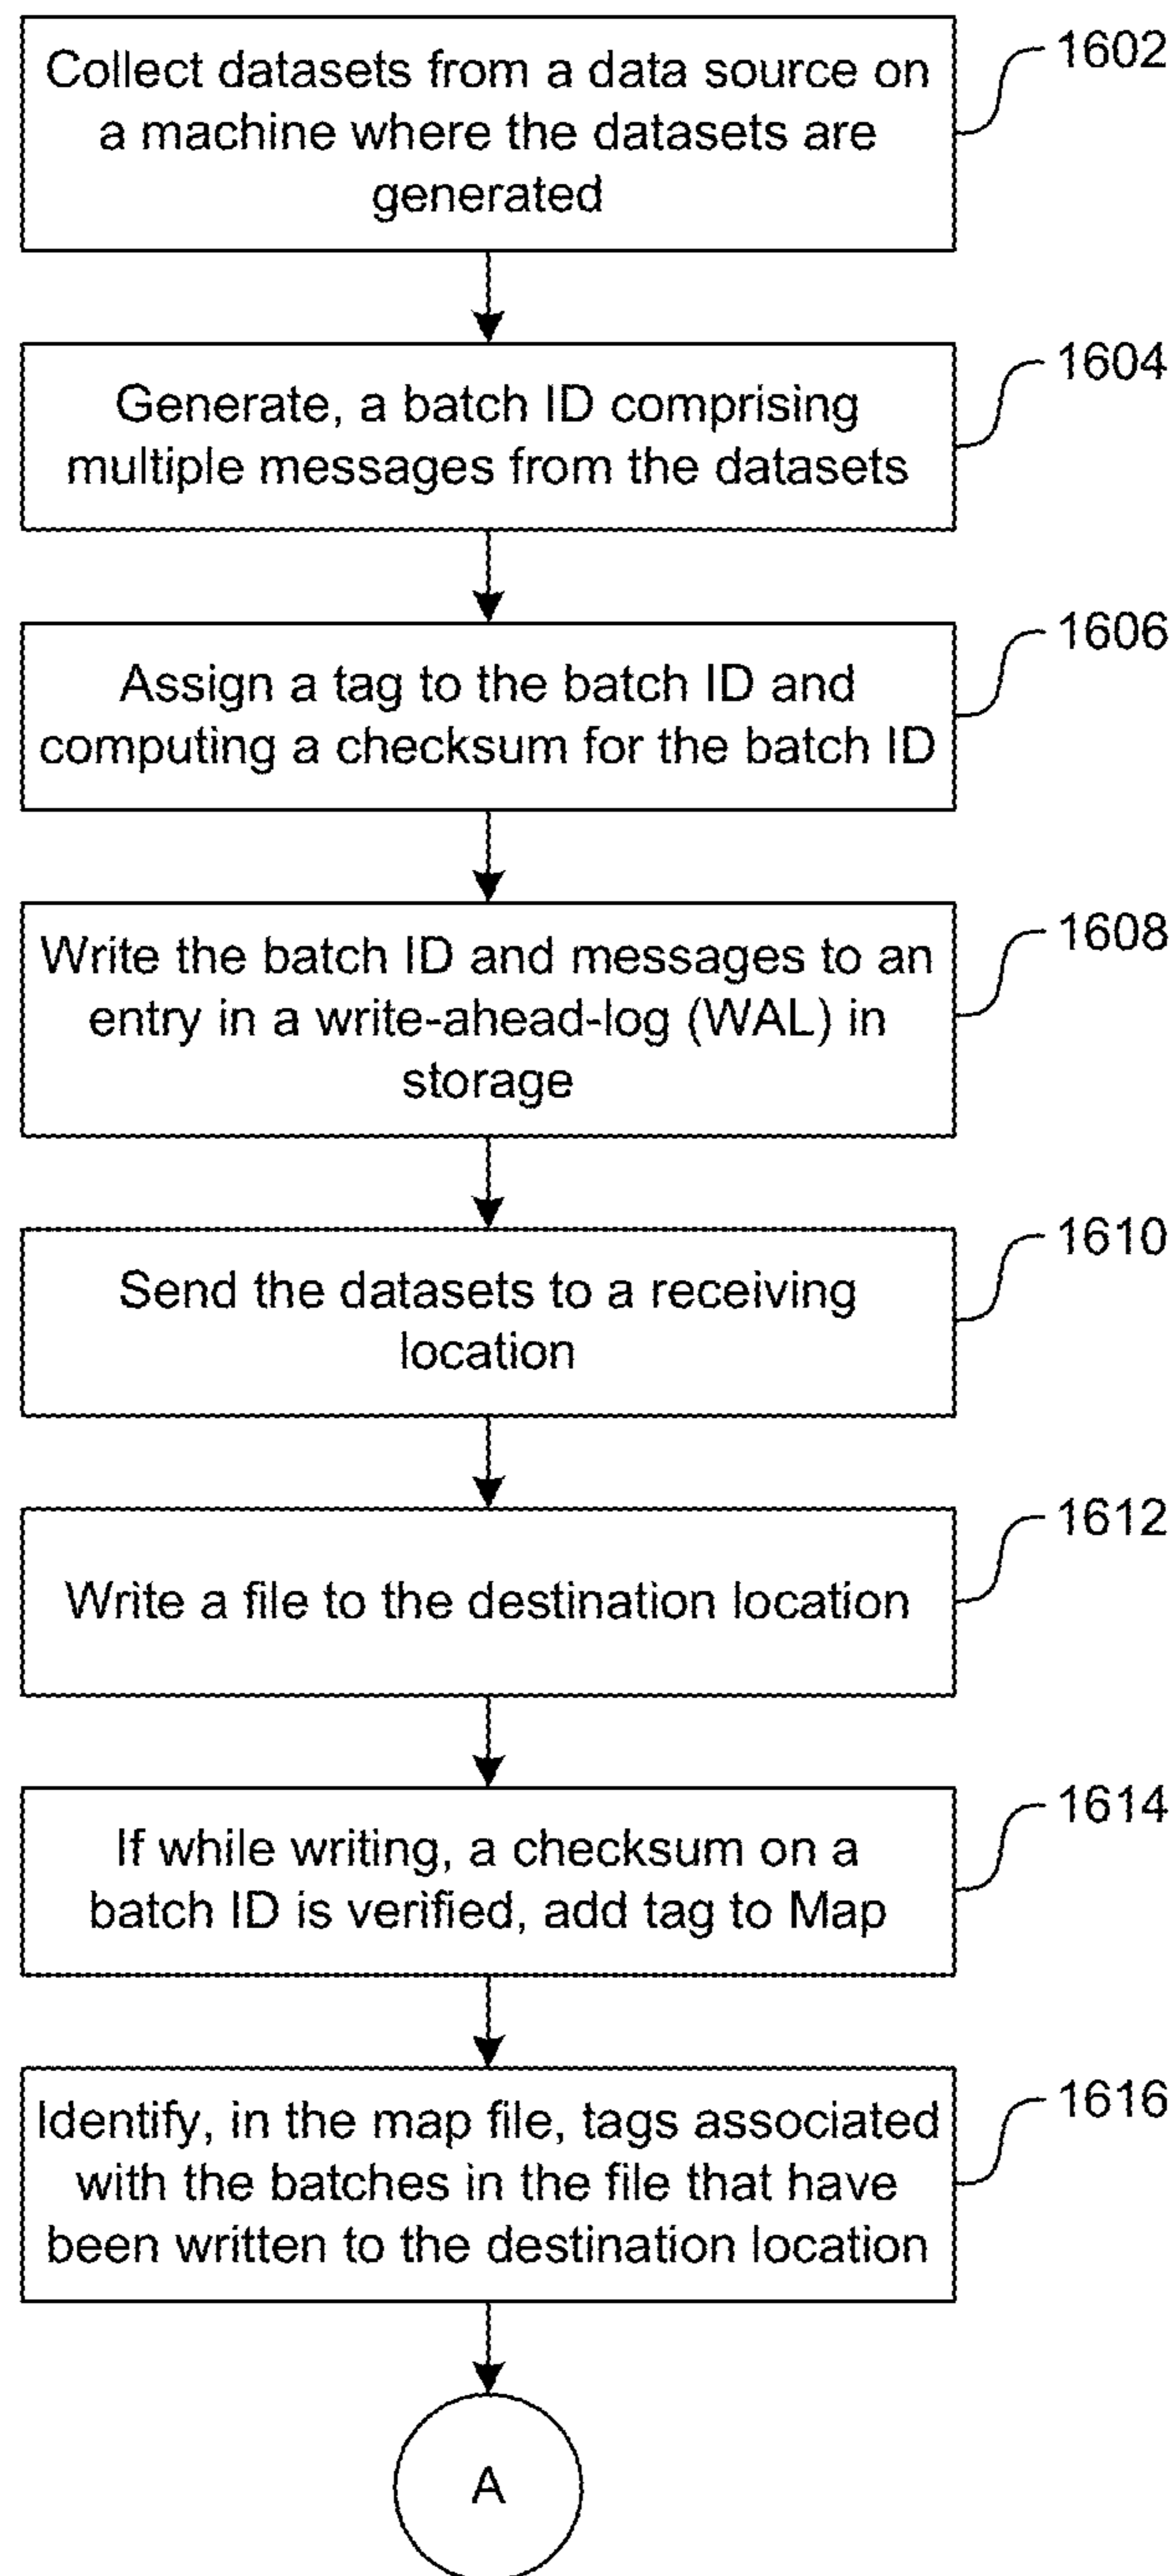 Collect datasets from a data source on
a machine where the datasets are
generated
1602
Generate, a batch ID comprising
multiple messages from the datasets
1604
Assign a tag to the batch ID and
computing a checksum for the batch ID
1606
Write the batch ID and messages to an
entry in a write-ahead-log (WAL) in
storage
1608
Send the datasets to a receiving
location
1610
Write a file to the destination location
1612
If while writing, a checksum on a
batch ID is verified, add tag to Map
1614
Identify, in the map file, tags associated
with the batches in the file that have
been written to the destination location
1616
A